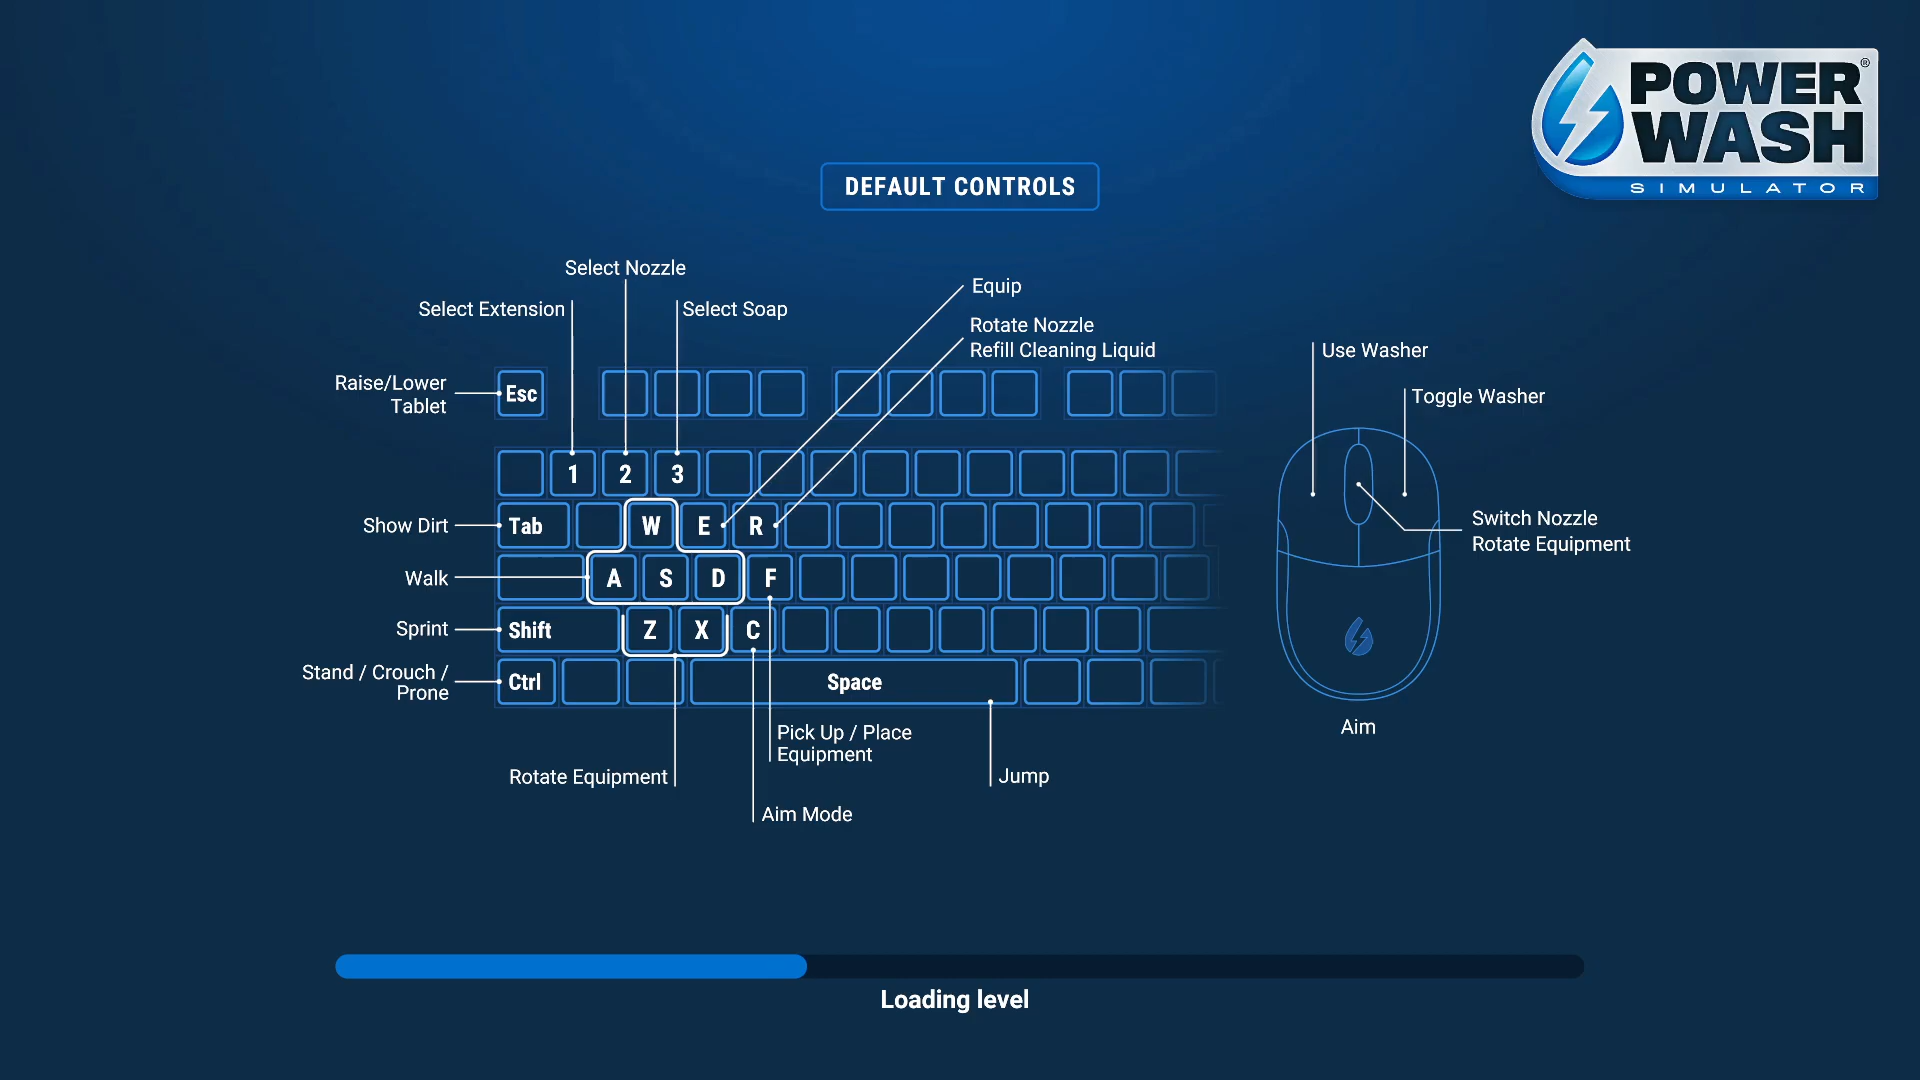 POWER®
WASH
SIMULATOR
DEFAULT CONTROLS
Select Nozzle
Select Extension
Select Soap
Equip
Rotate Nozzle
Refill Cleaning Liquid
Use Washer
Toggle Washer
Raise/Lower
Tablet
Esc
1 2 3
Show Dirt
Tab W E R
Switch Nozzle
Rotate Equipment
Walk
A S D F
Sprint
Shift Z X C
Stand / Crouch /
Prone
Ctrl Space
Aim
Pick Up / Place
Equipment
Rotate Equipment
Jump
Aim Mode
Loading level